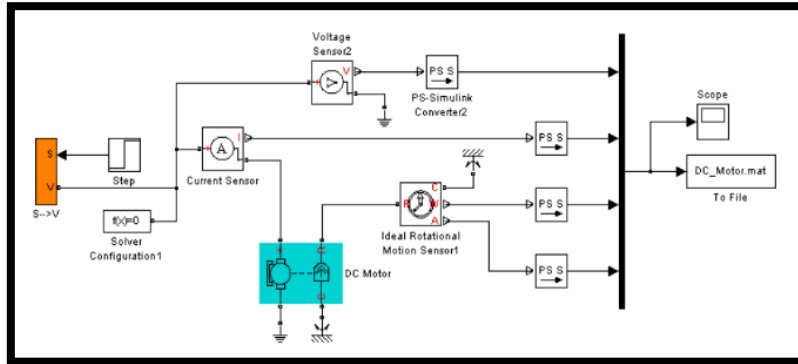 Voltage
Sensor2
V
PS S
PS-Simulink
Converter2
Scope
S
V
S-->V
Step
A
I
Current Sensor
PS S
DC_Motor.mat
To File
f(x)=0
Solver
Configuration1
R
C
W
A
Ideal Rotational
Motion Sensor1
PS S
PS S
DC Motor